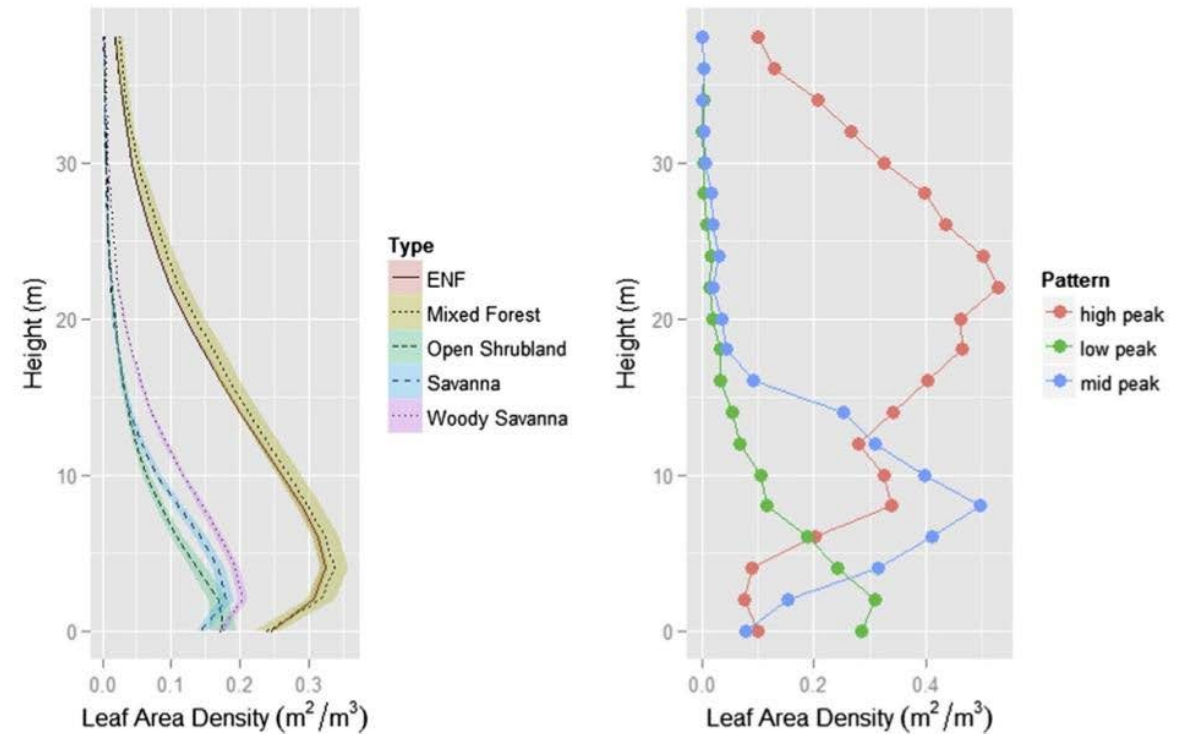 Height (m)
30
20
10
0
0.0 0.1 0.2 0.3
Leaf Area Density (m²/m³)
Type
ENF
Mixed Forest
Open Shrubland
Savanna
Woody Savanna
Height (m)
30
20
10
0
0.0 0.2 0.4
Leaf Area Density (m²/m³)
Pattern
high peak
low peak
mid peak